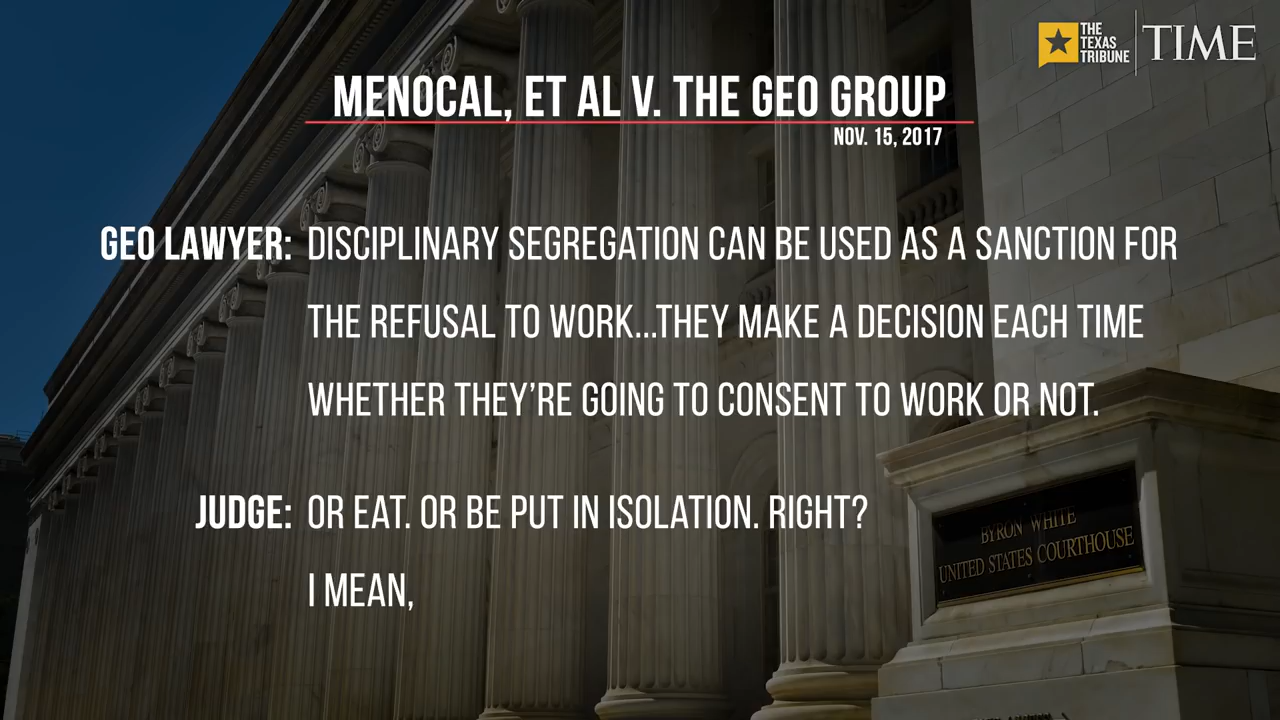 THE
TEXAS
TRIBUNE
TIME
MENOCAL, ET AL V. THE GEO GROUP
NOV. 15, 2017
GEO LAWYER: DISCIPLINARY SEGREGATION CAN BE USED AS A SANCTION FOR
THE REFUSAL TO WORK...THEY MAKE A DECISION EACH TIME
WHETHER THEY'RE GOING TO CONSENT TO WORK OR NOT.
JUDGE: OR EAT. OR BE PUT IN ISOLATION. RIGHT?
I MEAN,
BYRON WHITE
UNITED STATES COURTHOUSE